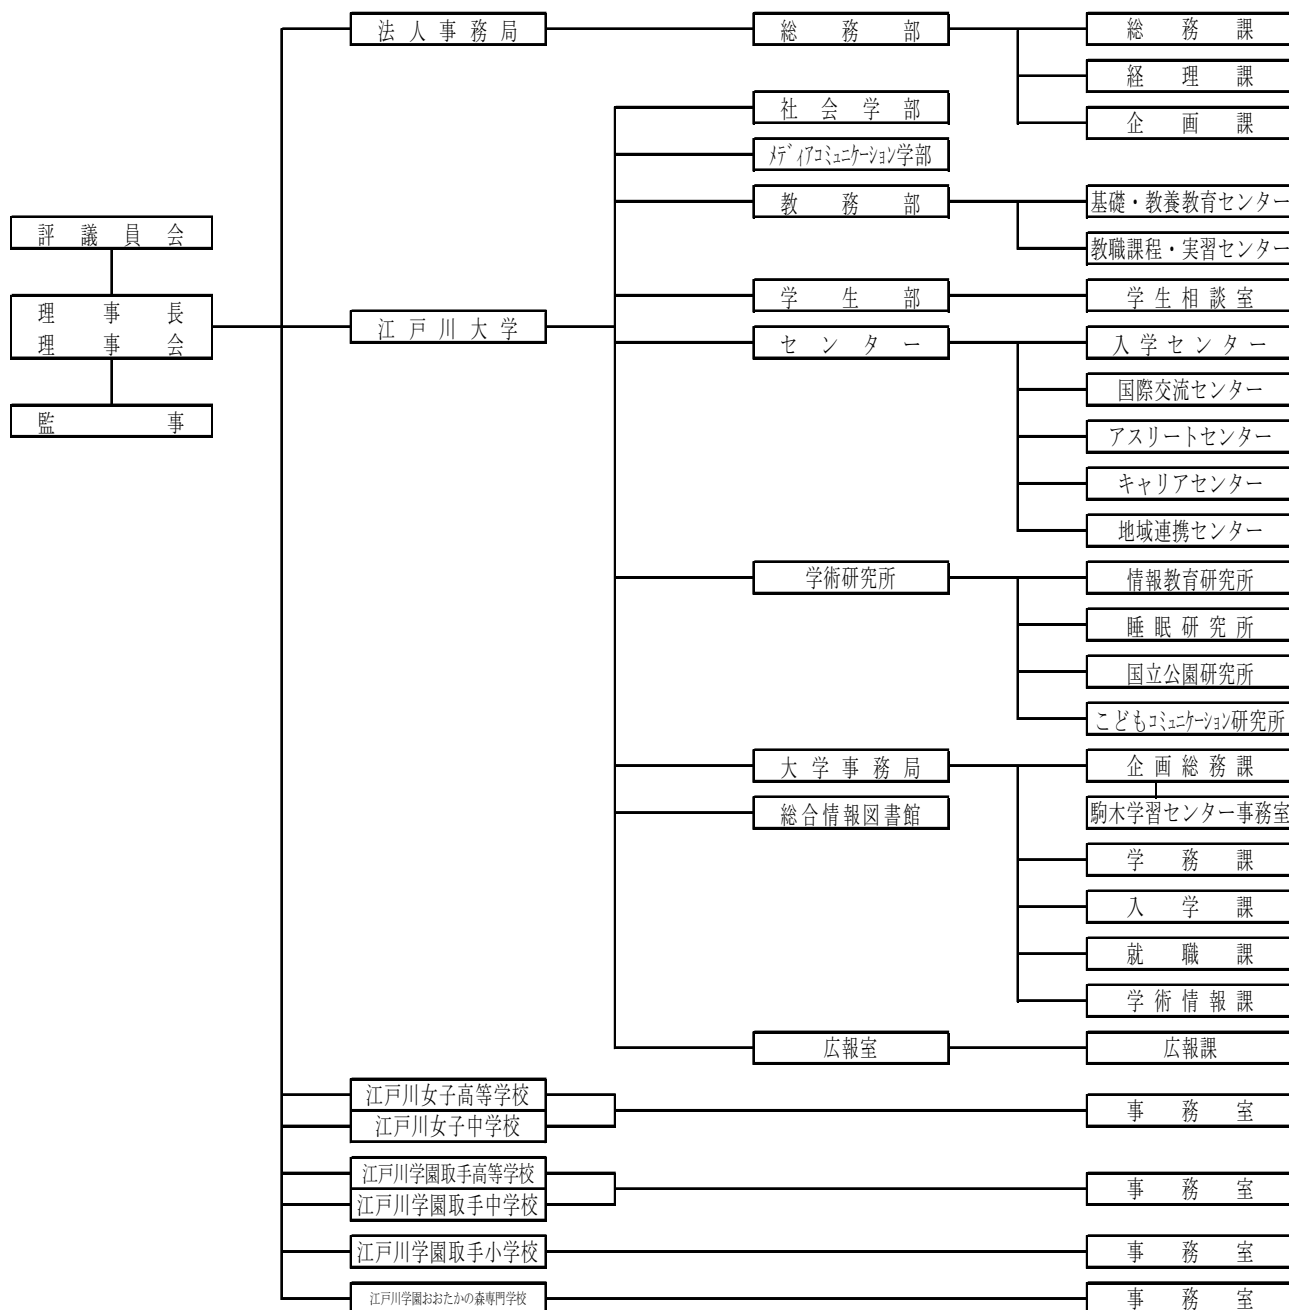 法人事務局
総務部
総務課
経理課
企画課
社会学部
メディアコミュニケーション学部
教務部
基礎・教養教育センター
教職課程・実習センター
評議員会
理事長
理事会
監事
江戸川大学
学生部
学生相談室
センター
入学センター
国際交流センター
アスリートセンター
キャリアセンター
地域連携センター
学術研究所
情報教育研究所
睡眠研究所
国立公園研究所
こどもコミュニケーション研究所
大学事務局
企画総務課
総合情報図書館
駒木学習センター事務室
学務課
入学課
就職課
学術情報課
広報室
広報課
江戸川女子高等学校
江戸川女子中学校
事務室
江戸川学園取手高等学校
江戸川学園取手中学校
事務室
江戸川学園取手小学校
事務室
江戸川学園おおたかの森専門学校
事務室